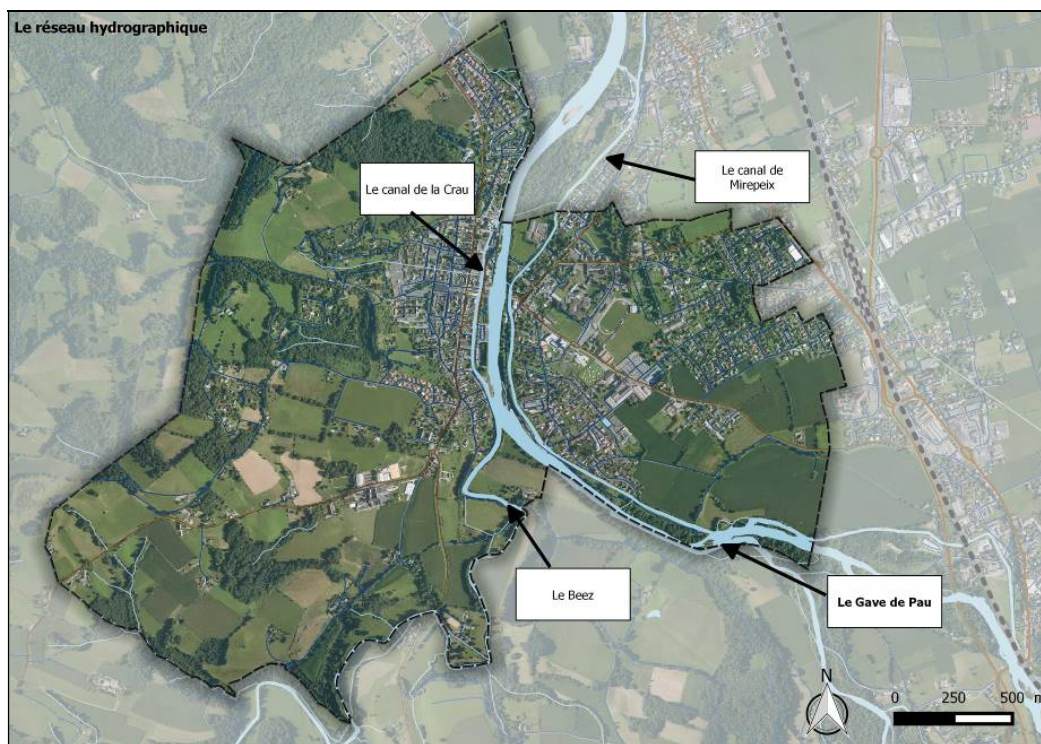 Le réseau hydrographique
Le canal de la Crau
Le canal de
Mirepeix
Le Beez
Le Gave de Pau
N
0 250 500 m